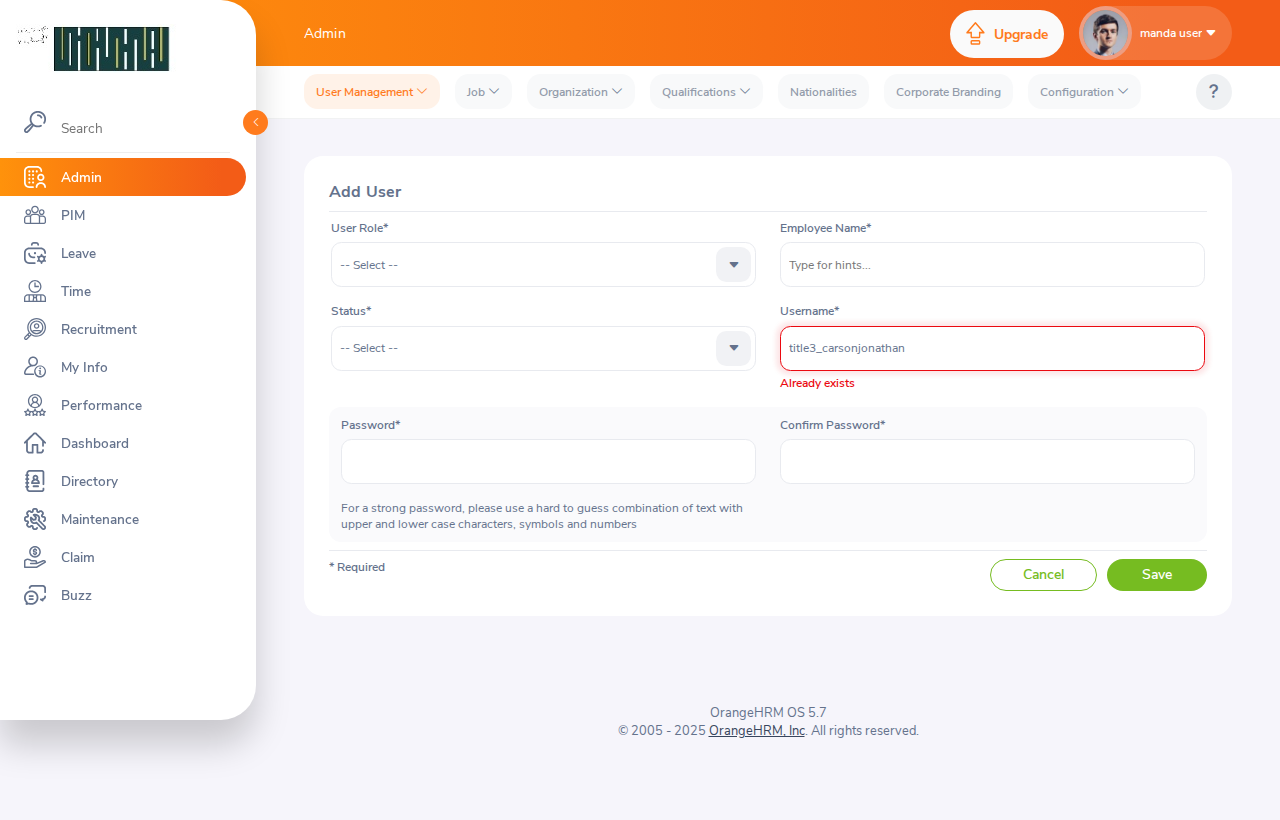 Admin
Upgrade
manda user
User Management
Job
Organization
Qualifications
Nationalities
Corporate Branding
Configuration
?
Search
Admin
PIM
Leave
Time
Recruitment
My Info
Performance
Dashboard
Directory
Maintenance
Claim
Buzz
Add User
User Role*
Employee Name*
-- Select --
Type for hints...
Status*
Username*
-- Select --
title3_carsonjonathan
Already exists
Password*
Confirm Password*
For a strong password, please use a hard to guess combination of text with
upper and lower case characters, symbols and numbers
* Required
Cancel
Save
OrangeHRM OS 5.7
© 2005 - 2025 OrangeHRM, Inc. All rights reserved.